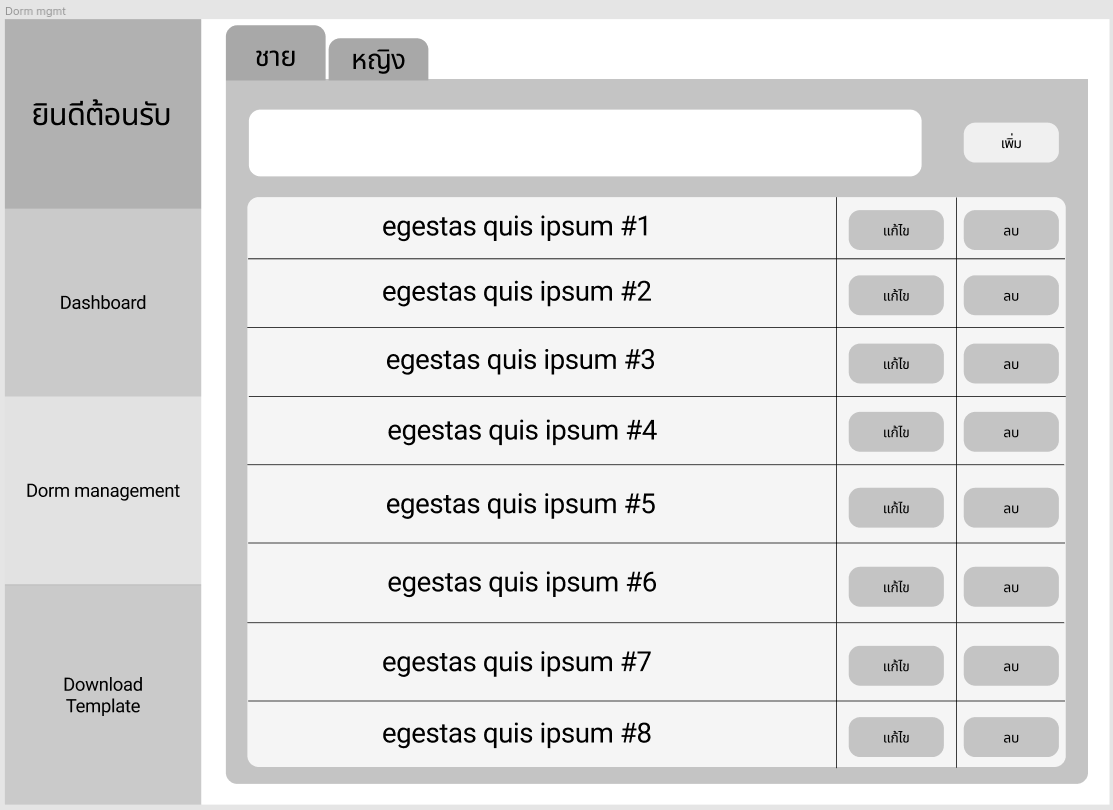 Dorm mgmt
ยินดีต้อนรับ
Dashboard
Dorm management
Download
Template
ชาย
หญิง
เพิ่ม
egestas quis ipsum #1
แก้ไข
ลบ
egestas quis ipsum #2
แก้ไข
ลบ
egestas quis ipsum #3
แก้ไข
ลบ
egestas quis ipsum #4
แก้ไข
ลบ
egestas quis ipsum #5
แก้ไข
ลบ
egestas quis ipsum #6
แก้ไข
ลบ
egestas quis ipsum #7
แก้ไข
ลบ
egestas quis ipsum #8
แก้ไข
ลบ